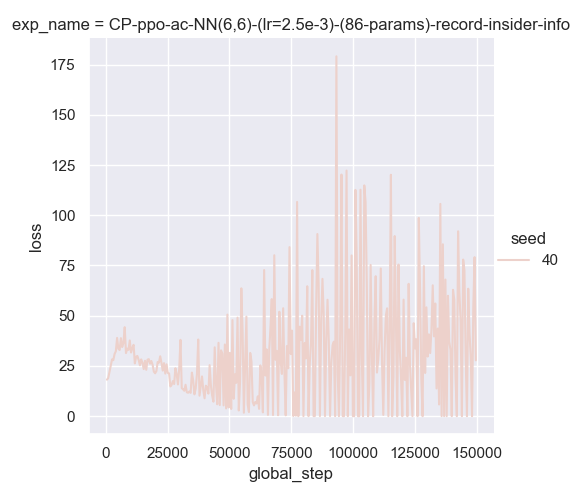 exp_name = CP-ppo-ac-NN(6,6)-(lr=2.5e-3)-(86-params)-record-insider-info
175
150
125
100
75
50
25
0
loss
0 25000 50000 75000 100000 125000 150000
global_step
seed
40